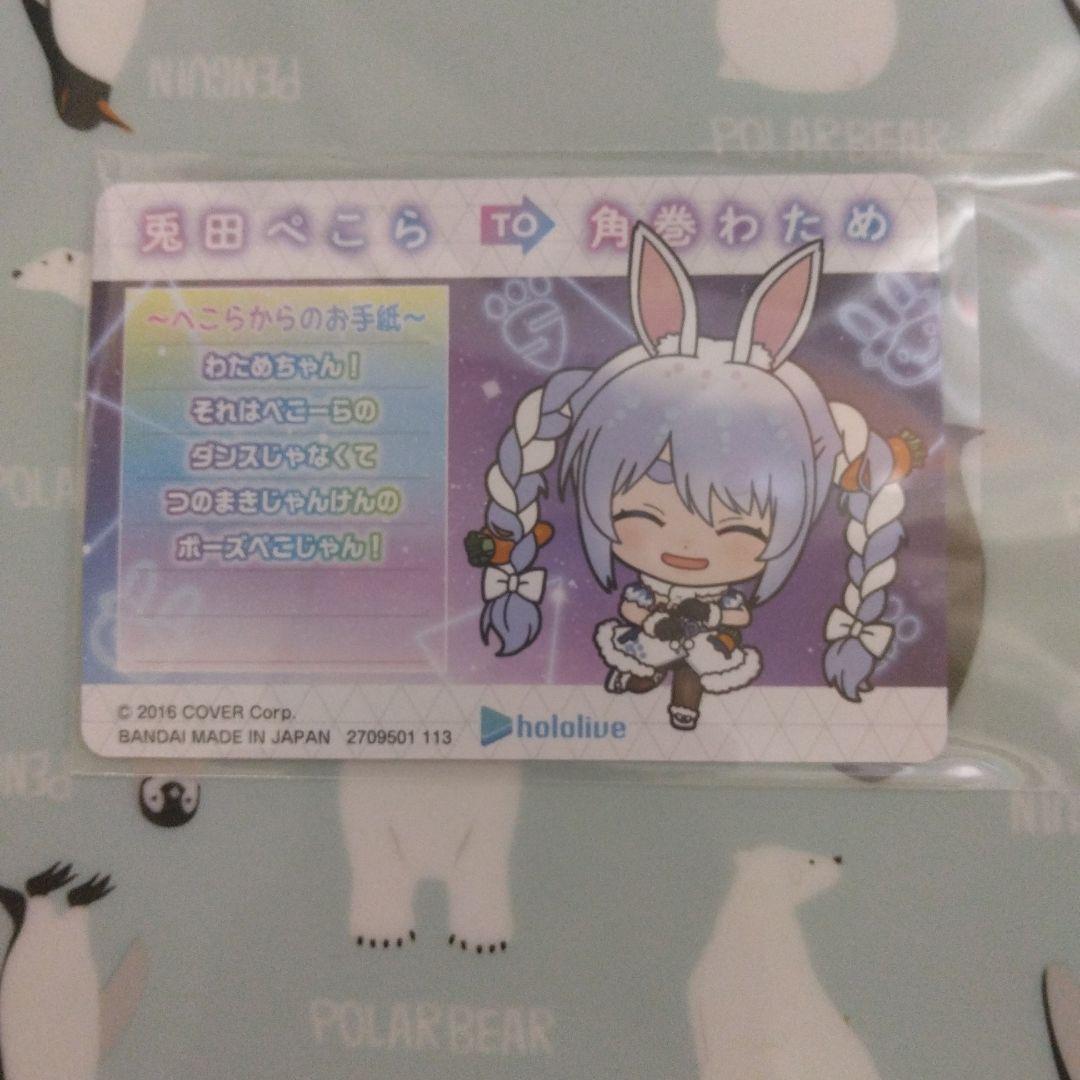 PENGUIN
POLAR BEAR
兎田ぺこら TO 角巻わため
～ぺこらからのお手紙～
わためちゃん！
それはぺこーらの
ダンスじゃなくて
つのまきじゃんけんの
ポーズぺこじゃん！
© 2016 COVER Corp.
BANDAI MADE IN JAPAN 2709501 113
hololive
POLAR BEAR